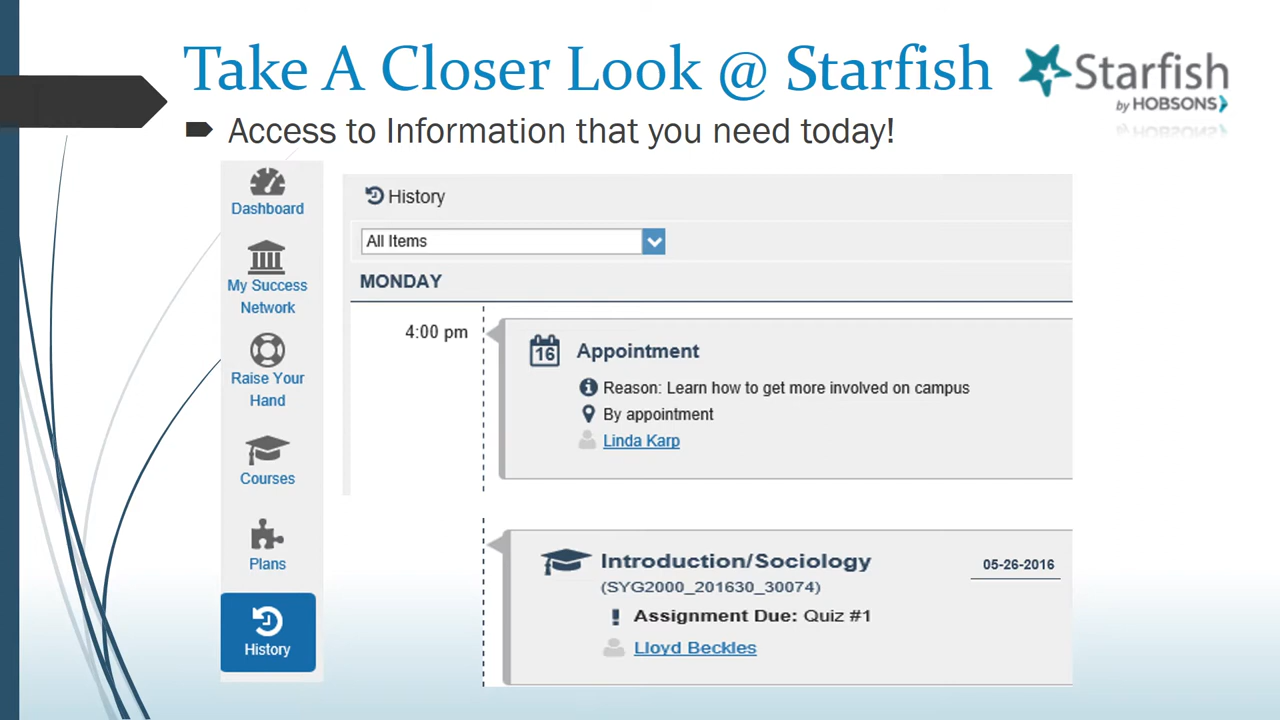 Take A Closer Look @ Starfish
Starfish
by HOBSONS
Access to Information that you need today!
Dashboard
My Success
Network
Raise Your
Hand
Courses
Plans
History
History
All Items
MONDAY
4:00 pm
16
Appointment
Reason: Learn how to get more involved on campus
By appointment
Linda Karp
Introduction/Sociology
05-26-2016
(SYG2000_201630_30074)
Assignment Due: Quiz #1
Lloyd Beckles